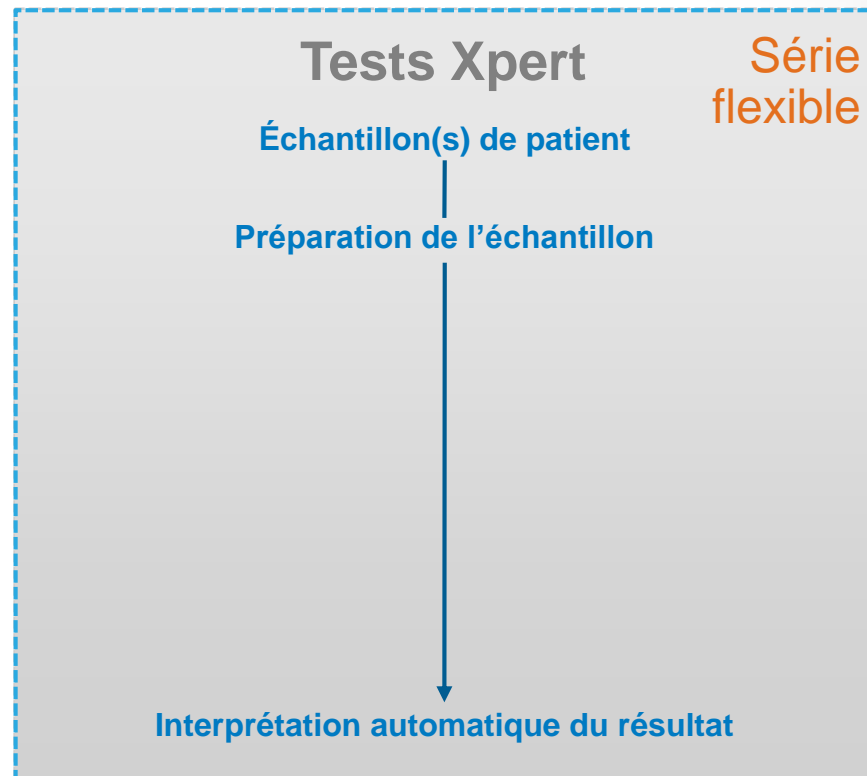 Tests Xpert
Série
flexible
Échantillon(s) de patient
Préparation de l’échantillon
Interprétation automatique du résultat